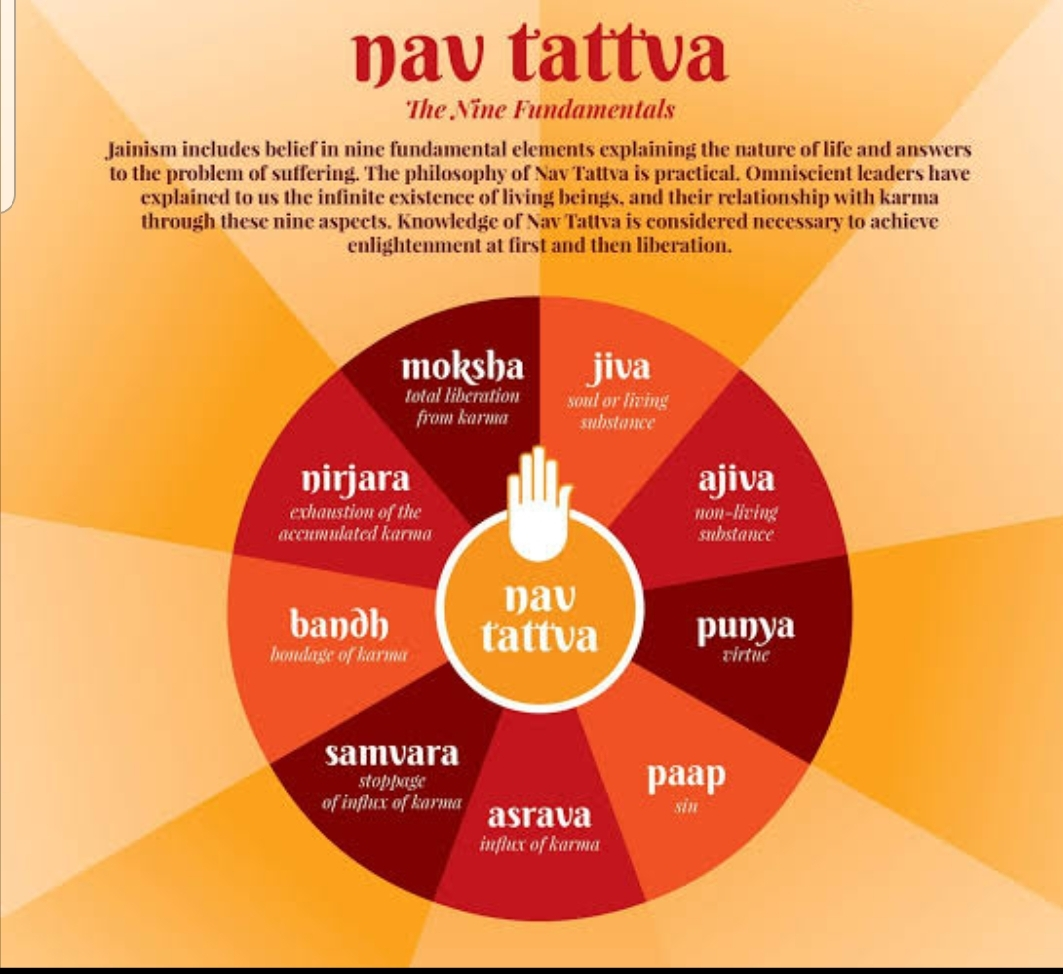 nav tattva
The Nine Fundamentals
Jainism includes belief in nine fundamental elements explaining the nature of life and answers
to the problem of suffering. The philosophy of Nav Tattva is practical. Omniscient leaders have
explained to us the infinite existence of living beings, and their relationship with karma
through these nine aspects. Knowledge of Nav Tattva is considered necessary to achieve
enlightenment at first and then liberation.
moksha
total liberation
from karma
jiva
soul or living
substance
ajiva
non-living
substance
punya
virtue
paap
sin
asrava
influx of karma
samvara
stoppage
of influx of karma
bandh
bondage of karma
nirjara
exhaustion of the
accumulated karma
nav
tattva